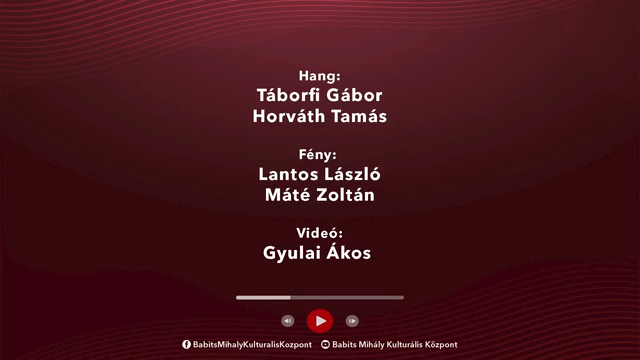 Hang:
Táborfi Gábor
Horváth Tamás
Fény:
Lantos László
Máté Zoltán
Videó:
Gyulai Ákos
BabitsMihalyKulturalisKozpont Babits Mihály Kulturális Központ